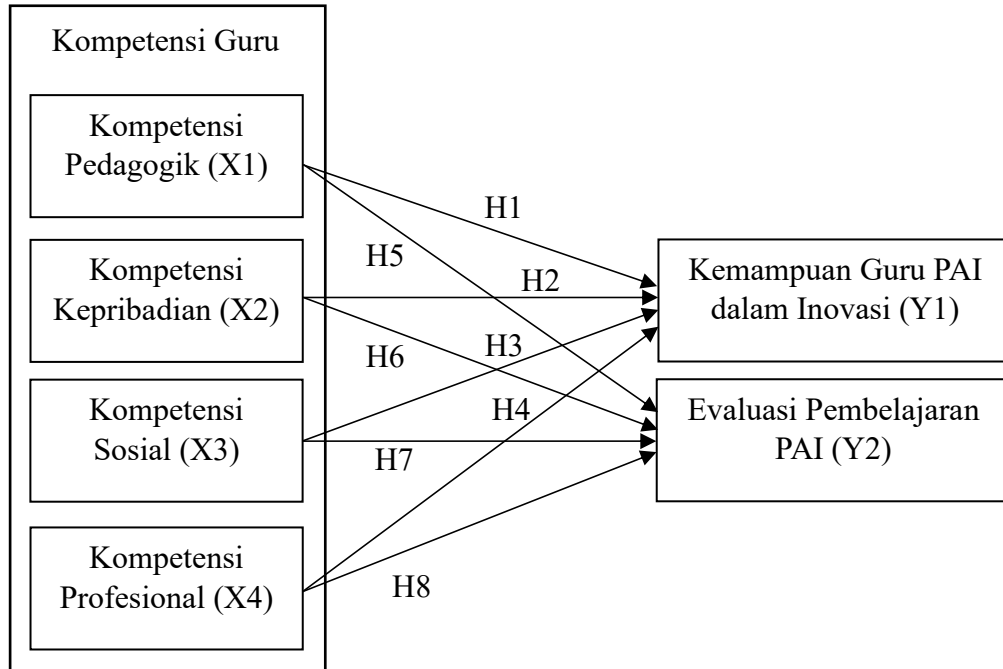 Kompetensi Guru
Kompetensi
Pedagogik (X1)
Kompetensi
Kepribadian (X2)
Kompetensi
Sosial (X3)
Kompetensi
Profesional (X4)
H1
H5
H2
H6
H3
H4
H7
H8
Kemampuan Guru PAI
dalam Inovasi (Y1)
Evaluasi Pembelajaran
PAI (Y2)